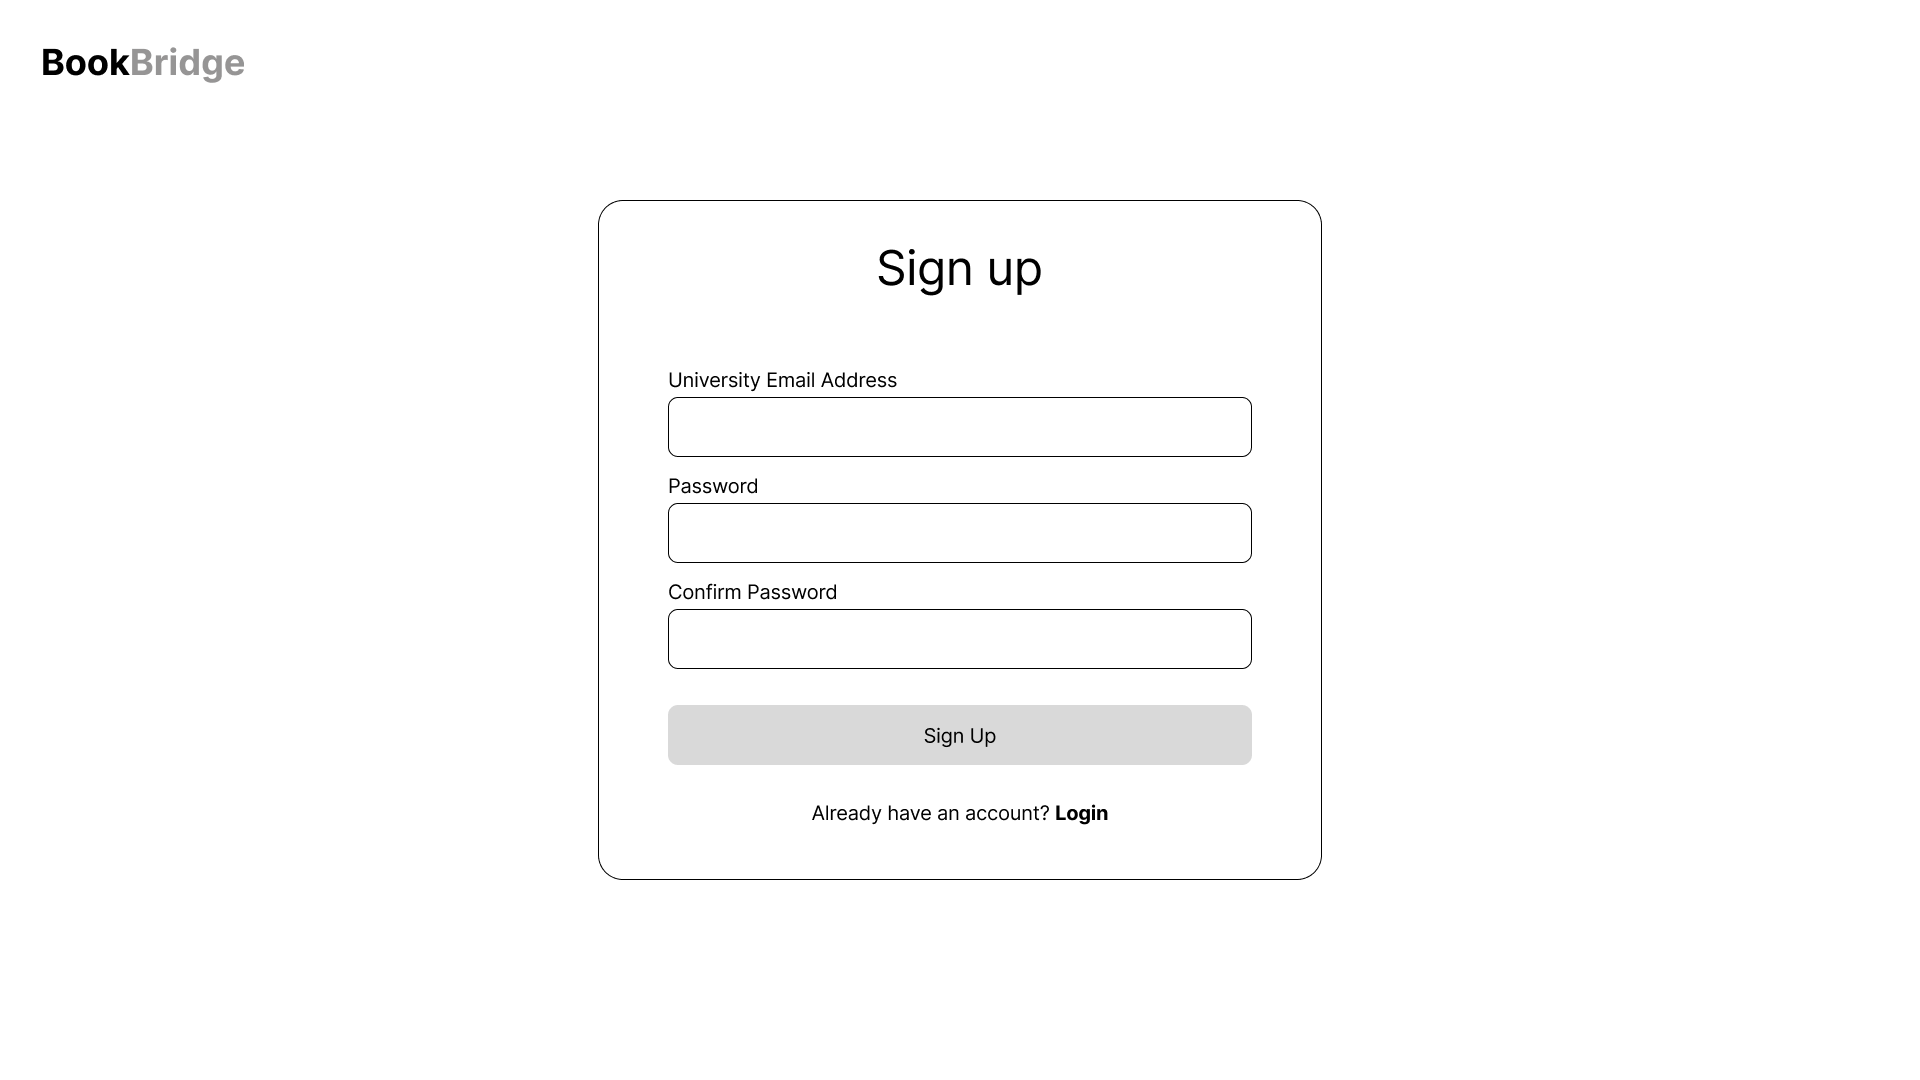 BookBridge
Sign up
University Email Address
Password
Confirm Password
Sign Up
Already have an account? Login